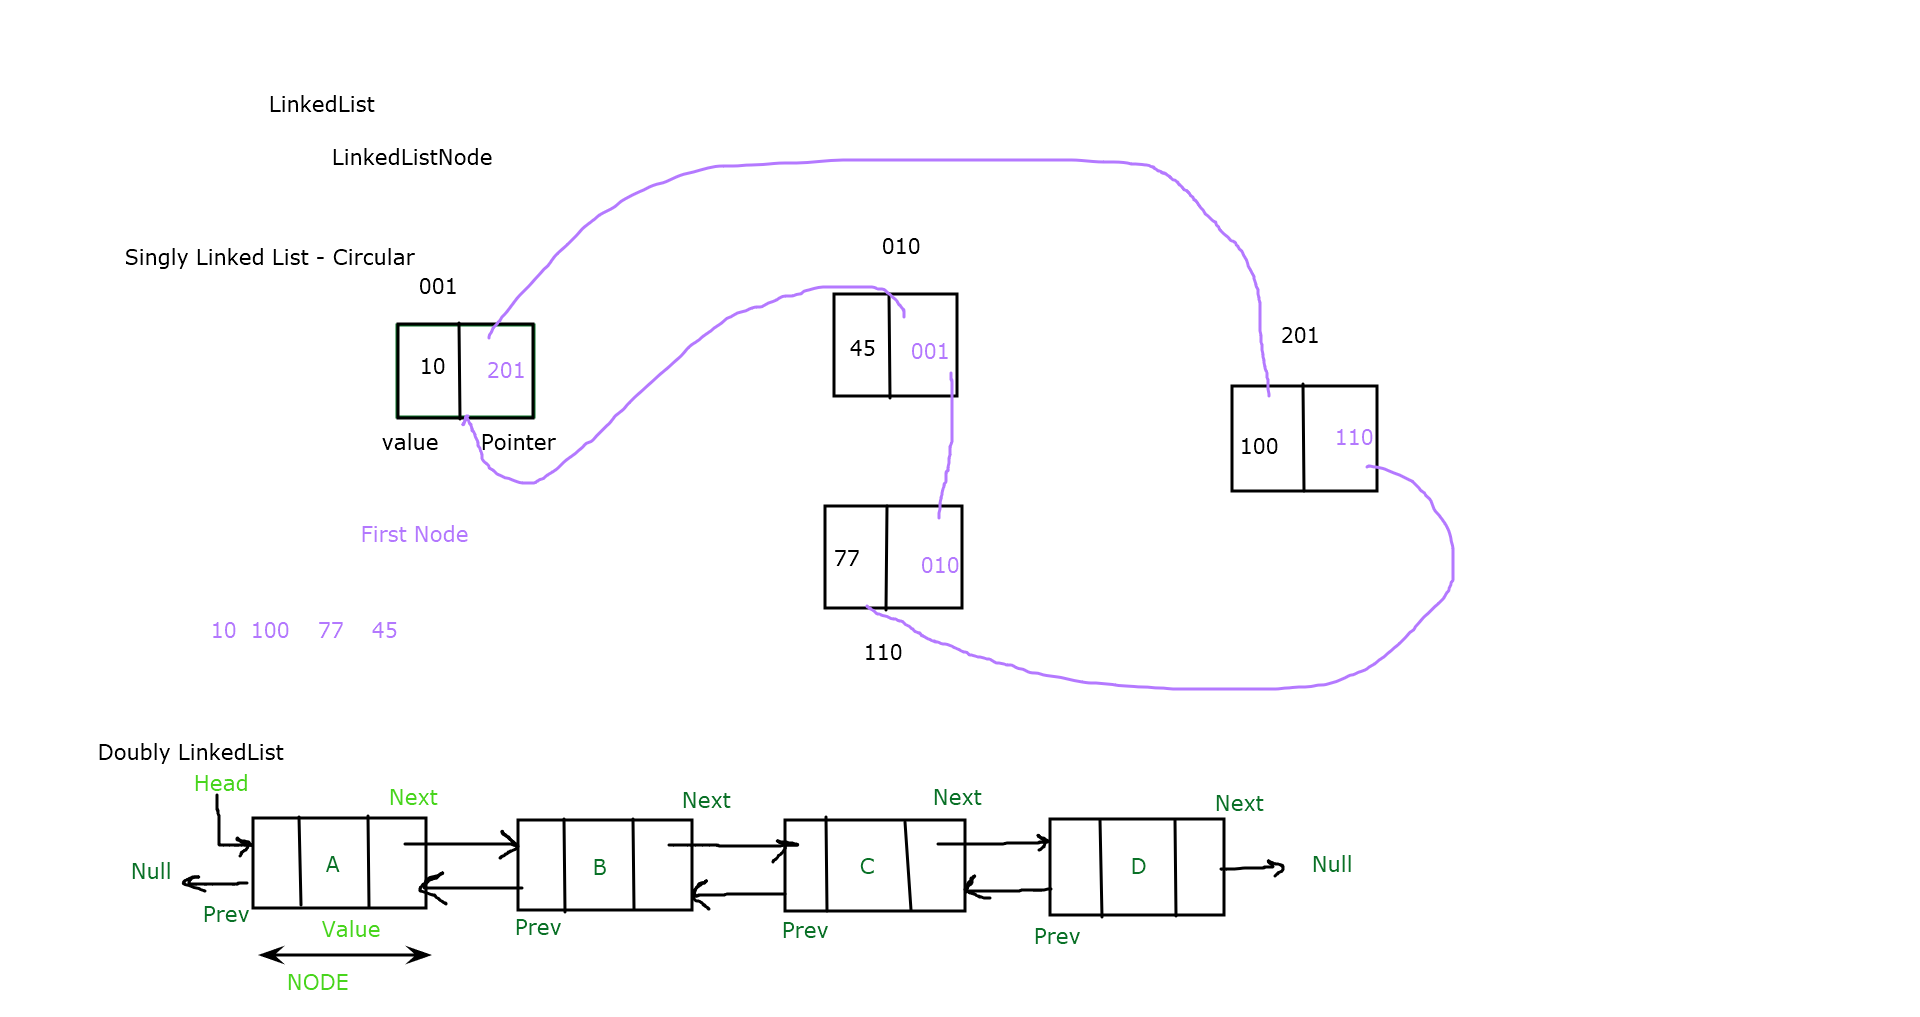 LinkedList
LinkedListNode
Singly Linked List - Circular
001
010
201
10
201
45
001
100
110
value
Pointer
First Node
77
010
110
10 100 77 45
Doubly LinkedList
Head
Next
Next
Next
Next
Null
A
B
C
D
Null
Prev
Value
Prev
Prev
Prev
NODE